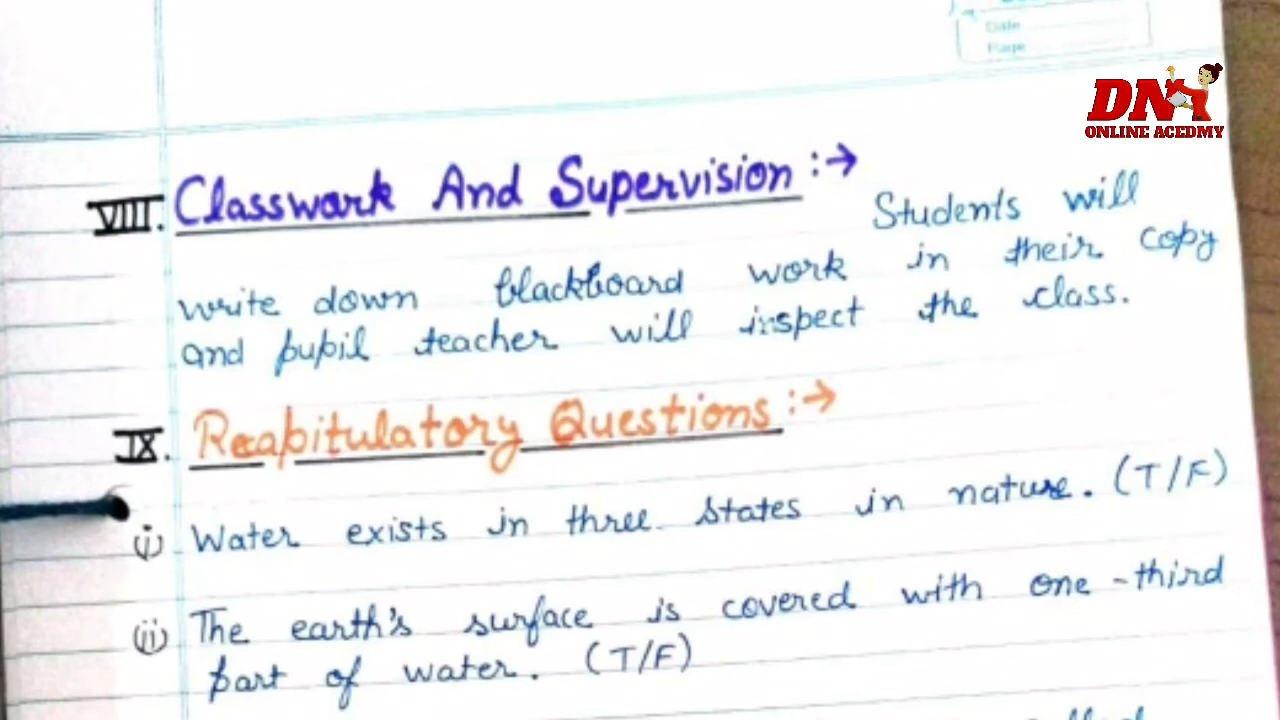 Date
Page
DNA
ONLINE ACEDMY
VIII. Classwork And Supervision :→
Students will
write down blackboard work in their copy
and pupil teacher will inspect the class.
IX. Recapitulatory Questions :→
(i) Water exists in three states in nature. (T/F)
(ii) The earth's surface is covered with one-third
part of water. (T/F)